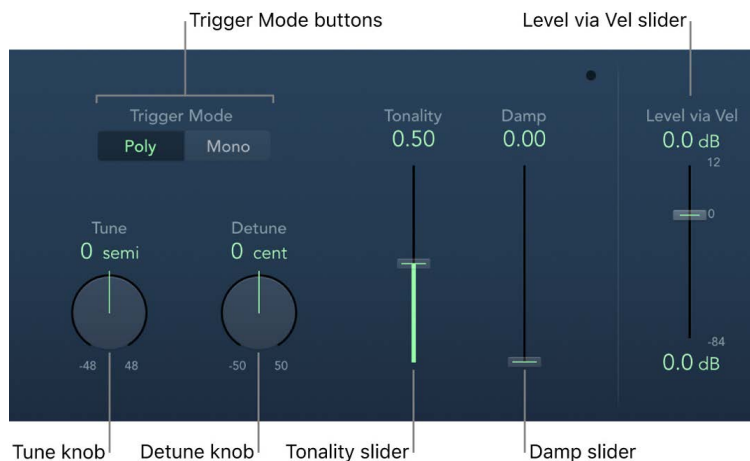 Trigger Mode buttons
Level via Vel slider
Trigger Mode
Poly
Mono
Tonality
0.50
Damp
0.00
Level via Vel
0.0 dB
12
0
-84
0.0 dB
Tune
0 semi
-48 48
Detune
0 cent
-50 50
Tune knob
Detune knob
Tonality slider
Damp slider